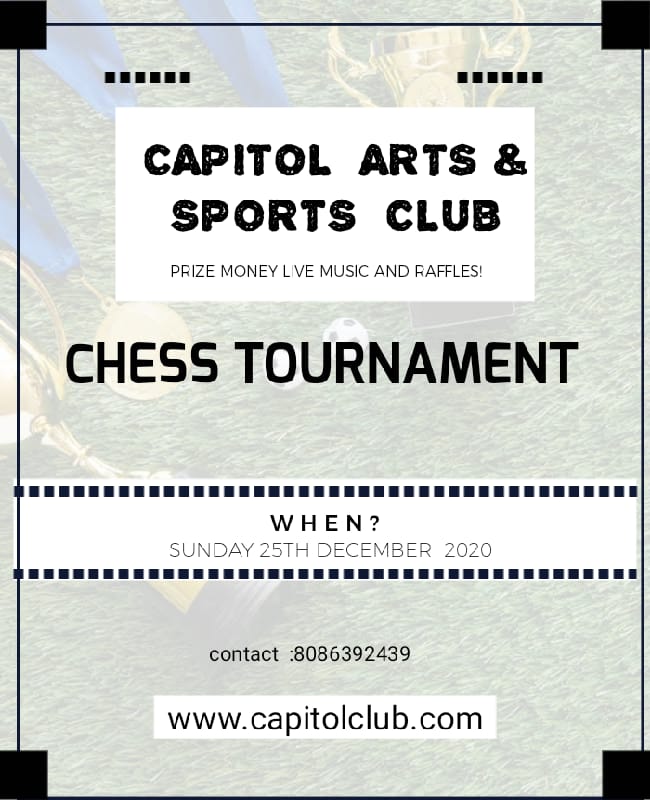 CAPITOL ARTS &
SPORTS CLUB
PRIZE MONEY LIVE MUSIC AND RAFFLES!
CHESS TOURNAMENT
WHEN?
SUNDAY 25TH DECEMBER 2020
contact :8086392439
www.capitolclub.com